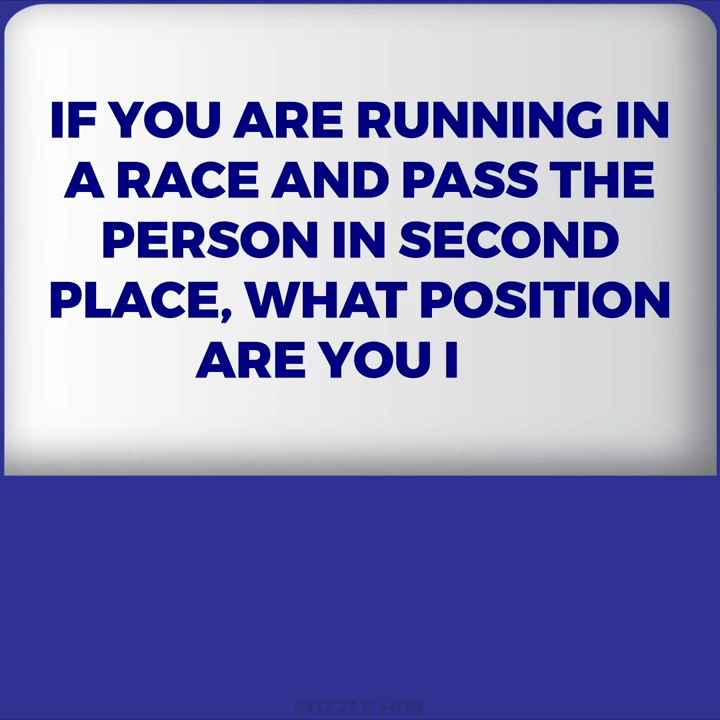 IF YOU ARE RUNNING IN
A RACE AND PASS THE
PERSON IN SECOND
PLACE, WHAT POSITION
ARE YOU I
PUZZLE HUB